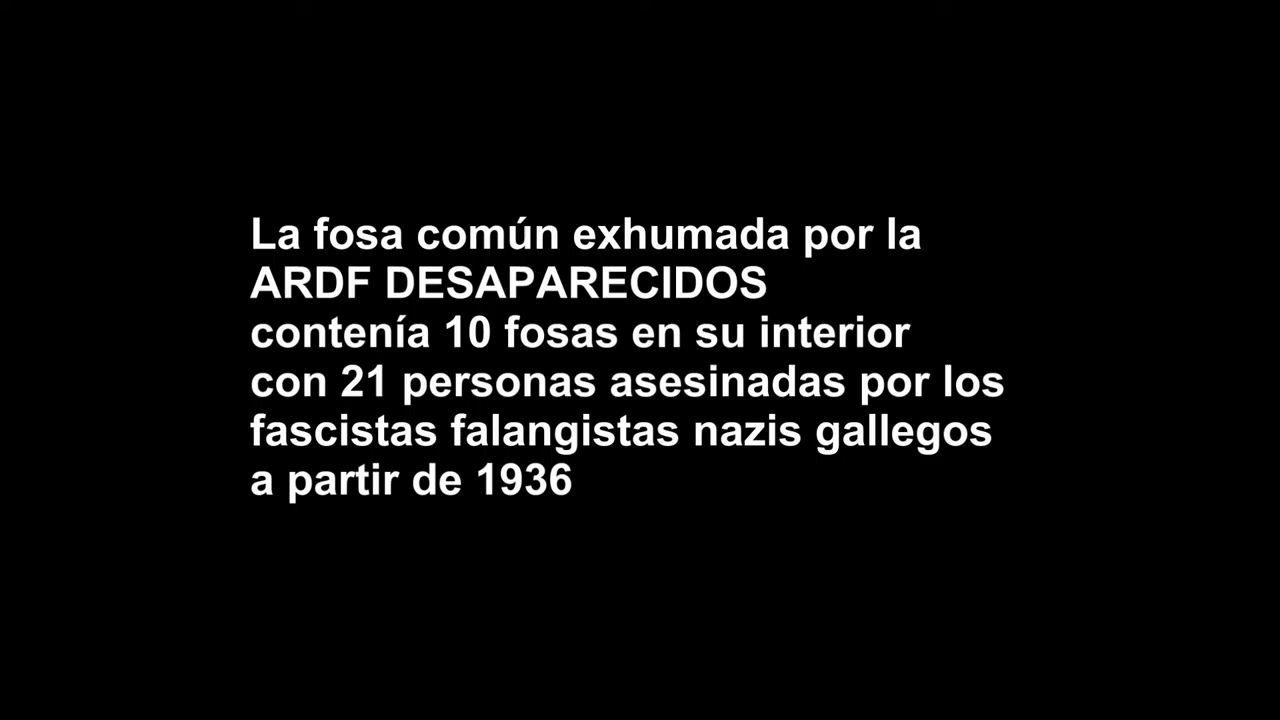 La fosa común exhumada por la
ARDF DESAPARECIDOS
contenía 10 fosas en su interior
con 21 personas asesinadas por los
fascistas falangistas nazis gallegos
a partir de 1936